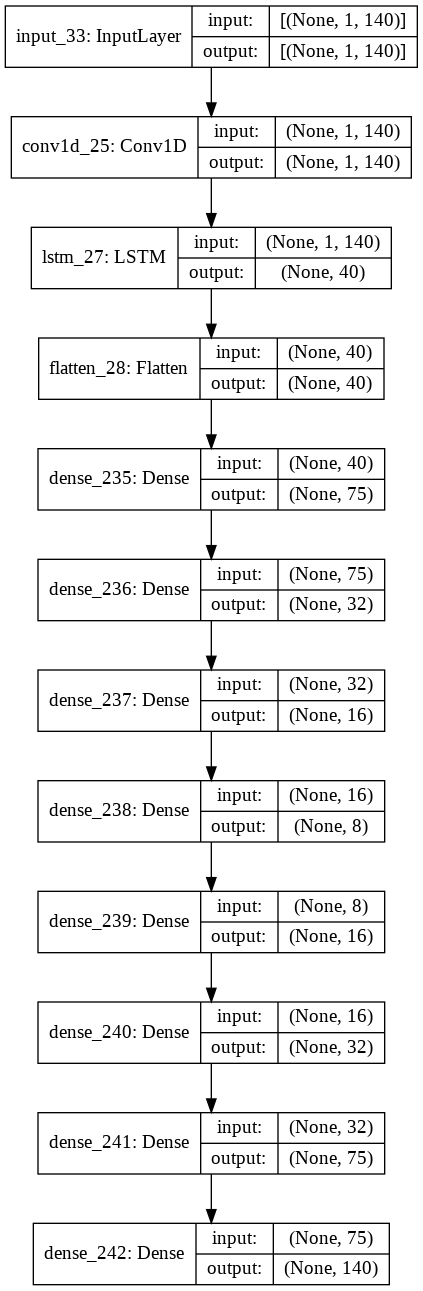 input_33: InputLayer
input: [(None, 1, 140)]
output: [(None, 1, 140)]
conv1d_25: Conv1D
input: (None, 1, 140)
output: (None, 1, 140)
lstm_27: LSTM
input: (None, 1, 140)
output: (None, 40)
flatten_28: Flatten
input: (None, 40)
output: (None, 40)
dense_235: Dense
input: (None, 40)
output: (None, 75)
dense_236: Dense
input: (None, 75)
output: (None, 32)
dense_237: Dense
input: (None, 32)
output: (None, 16)
dense_238: Dense
input: (None, 16)
output: (None, 8)
dense_239: Dense
input: (None, 8)
output: (None, 16)
dense_240: Dense
input: (None, 16)
output: (None, 32)
dense_241: Dense
input: (None, 32)
output: (None, 75)
dense_242: Dense
input: (None, 75)
output: (None, 140)